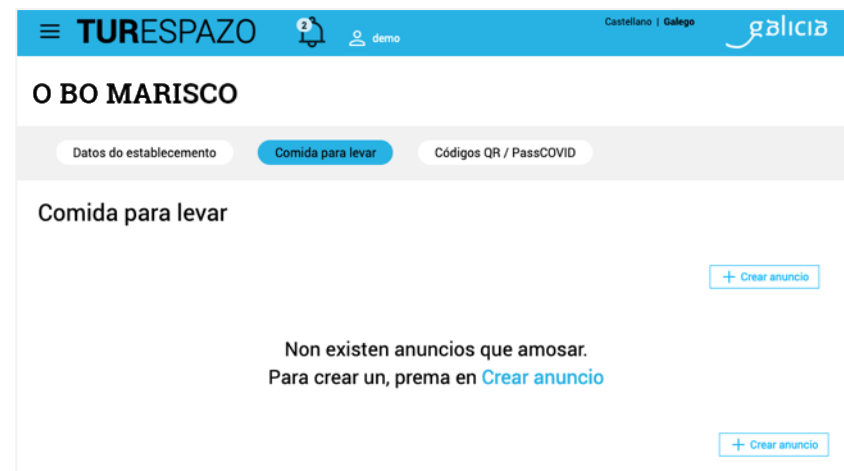 TURESPAZO
2
demo
Castellano | Galego
galicia
O BO MARISCO
Datos do establecemento
Comida para levar
Códigos QR / PassCOVID
Comida para levar
+ Crear anuncio
Non existen anuncios que amosar.
Para crear un, prema en Crear anuncio
+ Crear anuncio